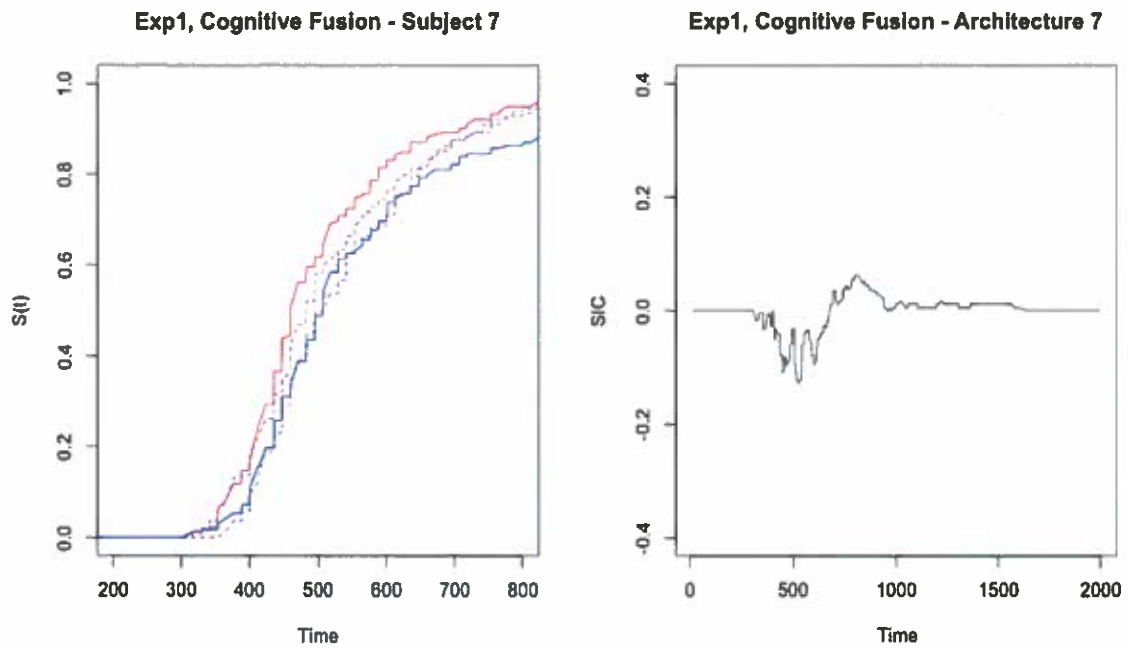 Exp1, Cognitive Fusion - Subject 7
S(t)
1.0
0.8
0.6
0.4
0.2
0.0
200 300 400 500 600 700 800
Time
Exp1, Cognitive Fusion - Architecture 7
SIC
0.4
0.2
0.0
-0.2
-0.4
0 500 1000 1500 2000
Time